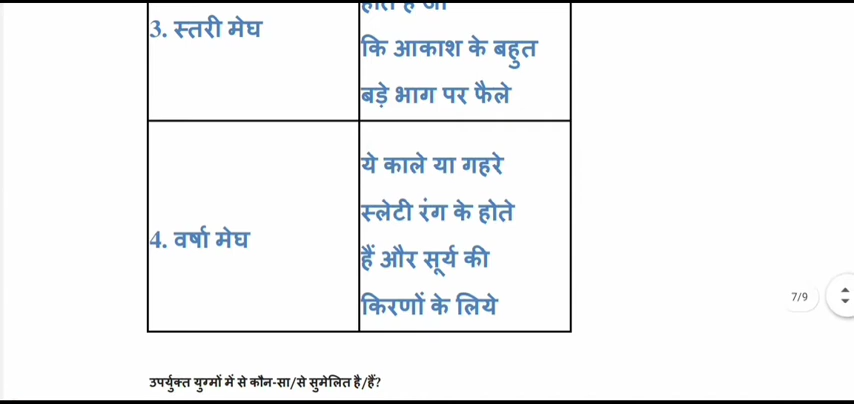 3. स्तरी मेघ
कि आकाश के बहुत
बड़े भाग पर फैले
ये काले या गहरे
स्लेटी रंग के होते
4. वर्षा मेघ
हैं और सूर्य की
किरणों के लिये
7/9
उपर्युक्त युग्मों में से कौन-सा/से सुमेलित है/हैं?